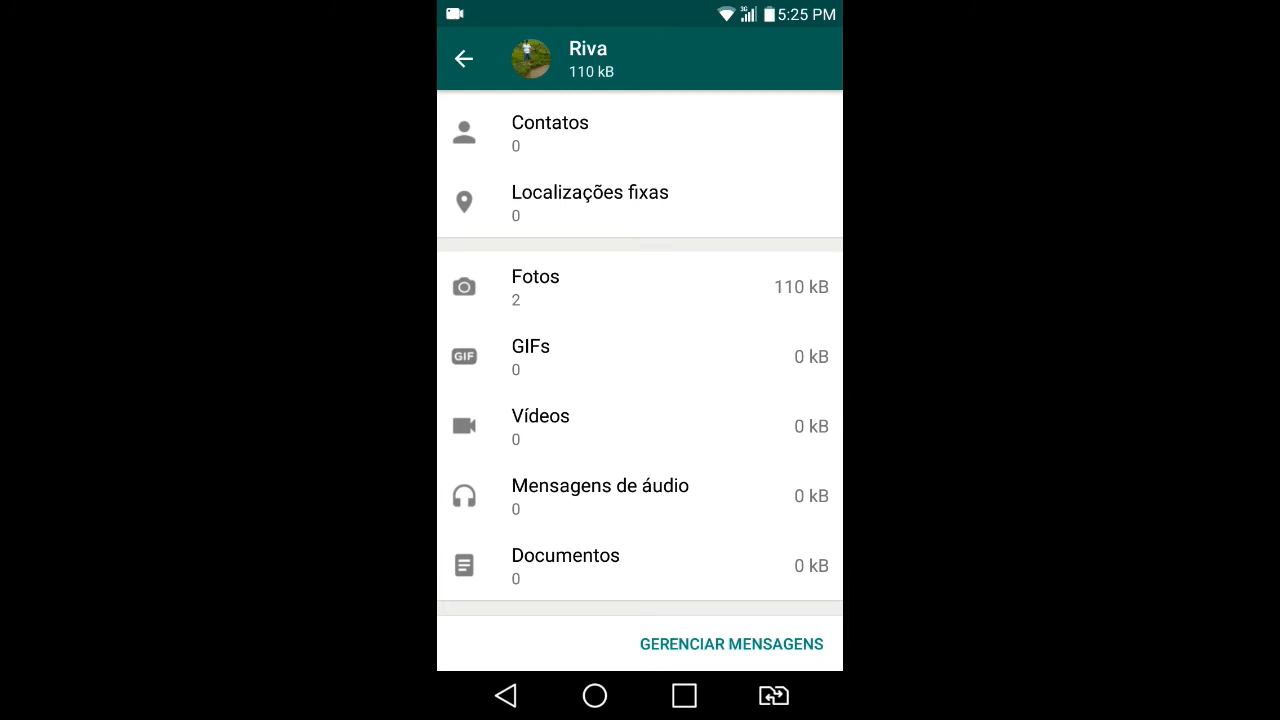 3G 5:25 PM
Riva
110 kB
Contatos
0
Localizações fixas
0
Fotos
2
110 kB
GIF
GIFs
0
0 kB
Vídeos
0
0 kB
Mensagens de áudio
0
0 kB
Documentos
0
0 kB
GERENCIAR MENSAGENS